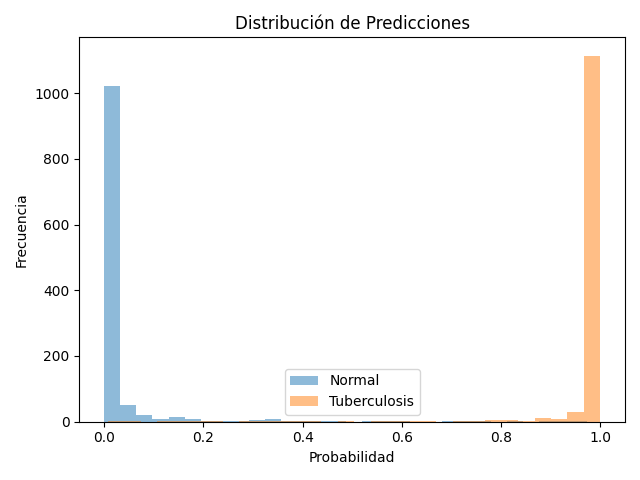 Distribución de Predicciones
1000
800
600
400
200
0
Frecuencia
Normal
Tuberculosis
0.0 0.2 0.4 0.6 0.8 1.0
Probabilidad